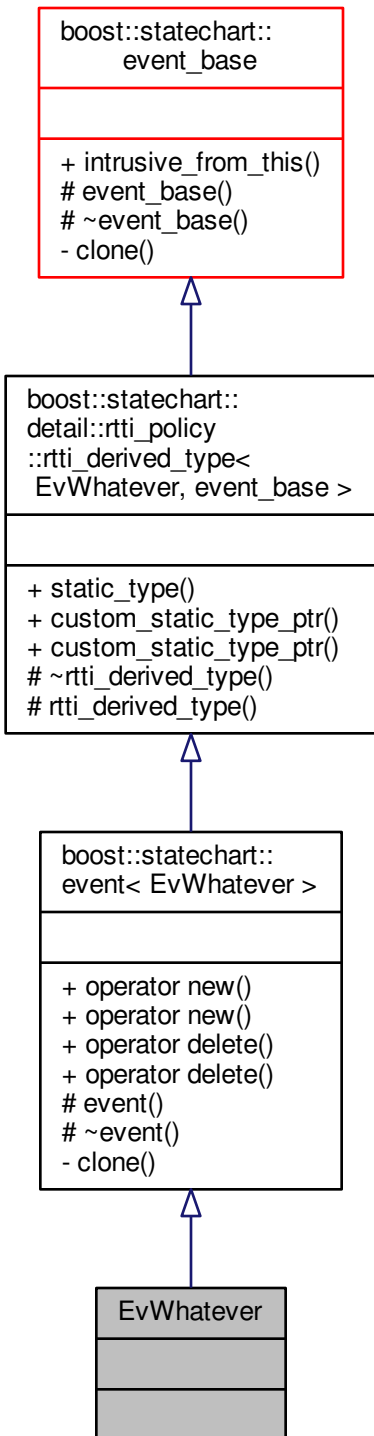 boost::statechart::
event_base
+ intrusive_from_this()
# event_base()
# ~event_base()
- clone()
boost::statechart::
detail::rtti_policy
::rtti_derived_type<
EvWhatever, event_base >
+ static_type()
+ custom_static_type_ptr()
+ custom_static_type_ptr()
# ~rtti_derived_type()
# rtti_derived_type()
boost::statechart::
event< EvWhatever >
+ operator new()
+ operator new()
+ operator delete()
+ operator delete()
# event()
# ~event()
- clone()
EvWhatever